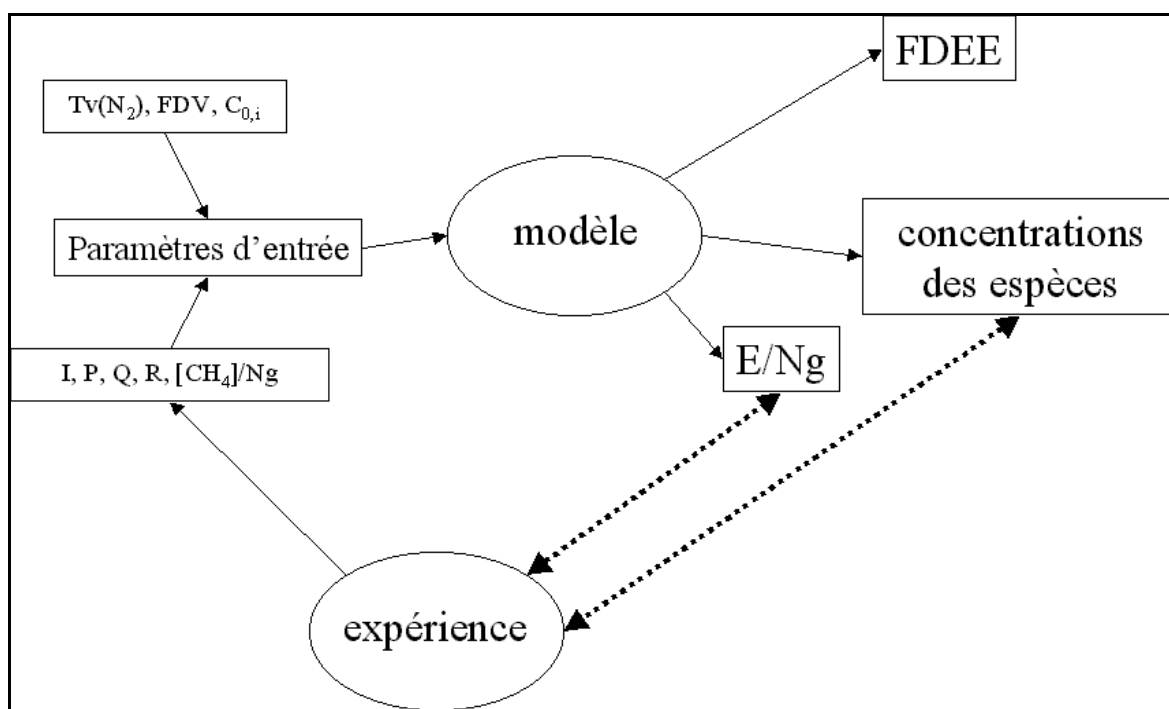 FDEE
Tv(N₂), FDV, C₀,ᵢ
modèle
concentrations
des espèces
Paramètres d’entrée
E/Ng
I, P, Q, R, [CH₄]/Ng
expérience